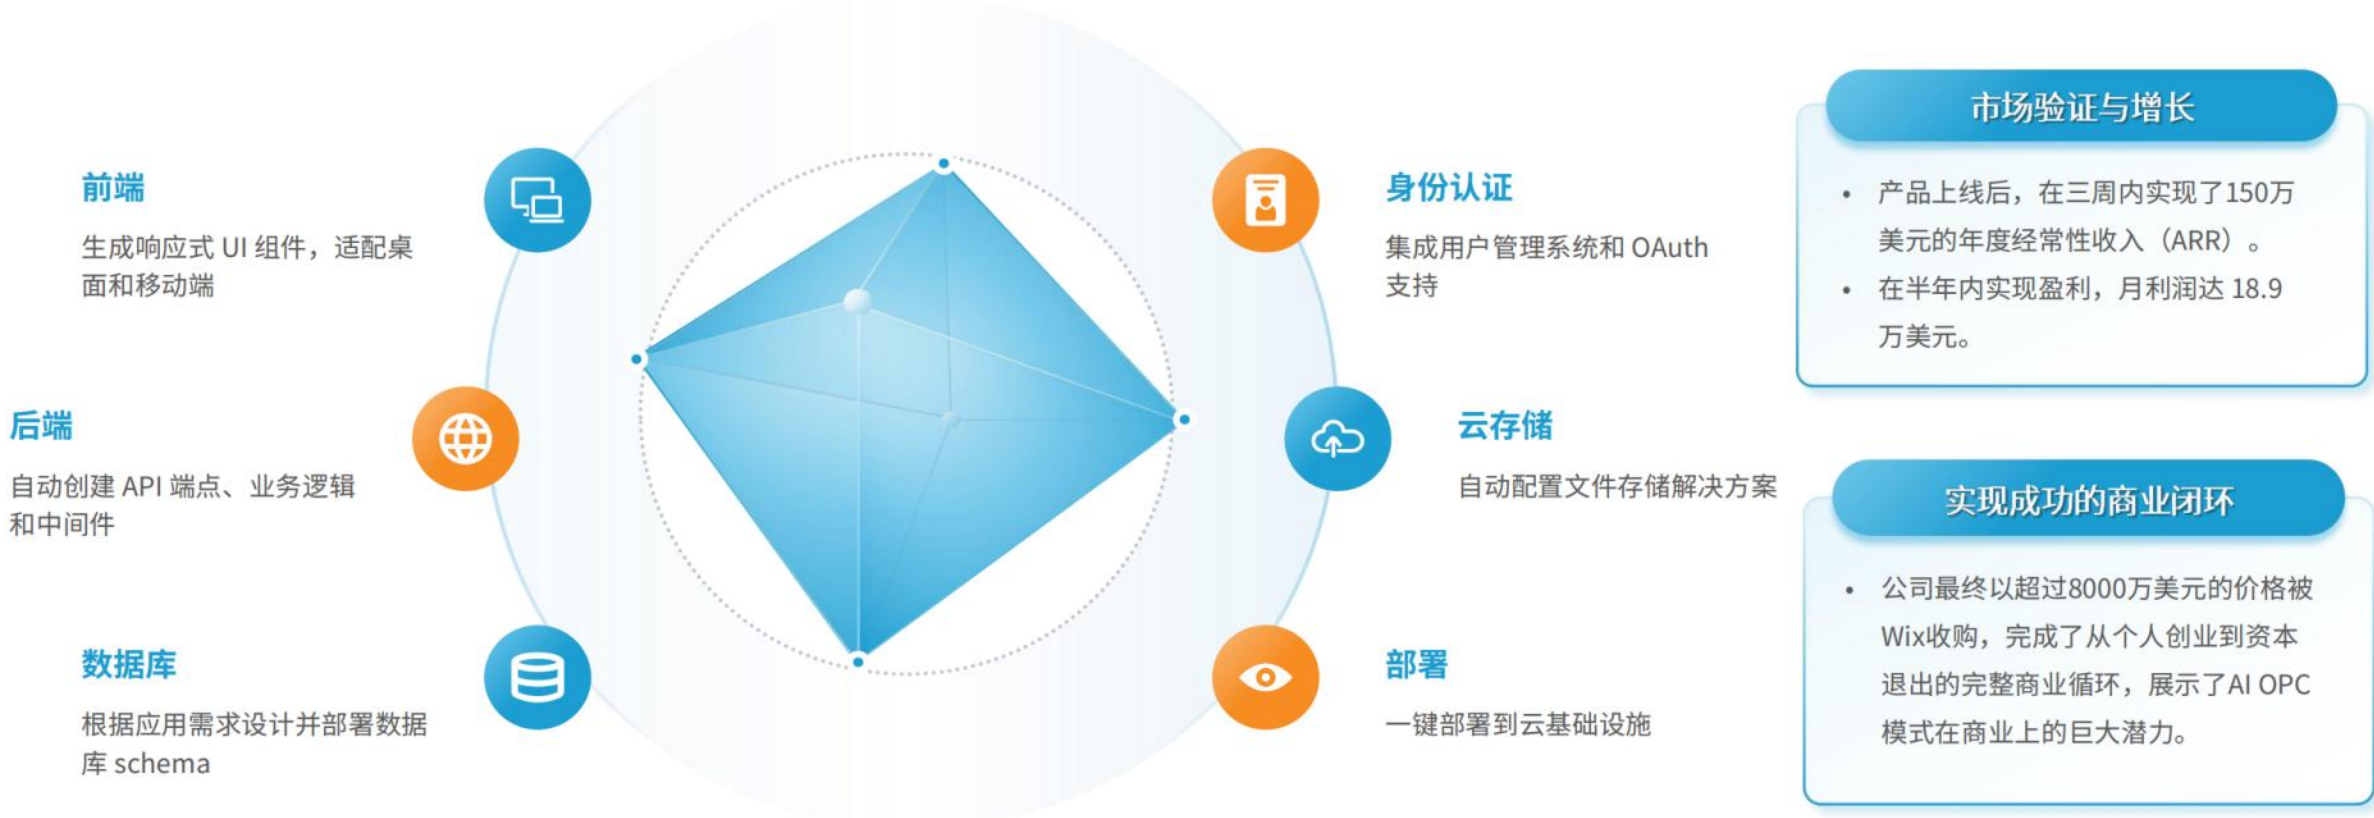 前端
生成响应式 UI 组件，适配桌
面和移动端
后端
自动创建 API 端点、业务逻辑
和中间件
数据库
根据应用需求设计并部署数据
库 schema
身份认证
集成用户管理系统和 OAuth
支持
云存储
自动配置文件存储解决方案
部署
一键部署到云基础设施
市场验证与增长
• 产品上线后，在三周内实现了150万
美元的年度经常性收入（ARR）。
• 在半年内实现盈利，月利润达 18.9
万美元。
实现成功的商业闭环
• 公司最终以超过8000万美元的价格被
Wix收购，完成了从个人创业到资本
退出的完整商业循环，展示了AI OPC
模式在商业上的巨大潜力。